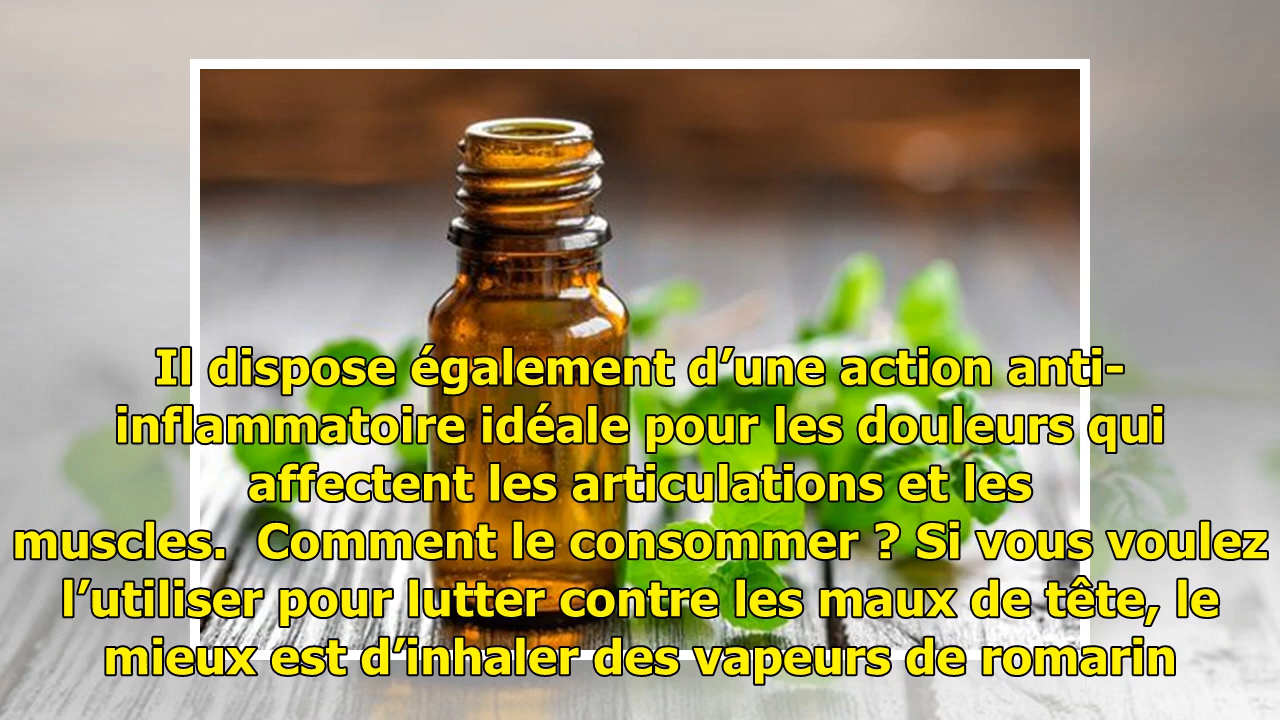 Il dispose également d’une action anti-
inflammatoire idéale pour les douleurs qui
affectent les articulations et les
muscles.  Comment le consommer ? Si vous voulez
l’utiliser pour lutter contre les maux de tête, le
mieux est d’inhaler des vapeurs de romarin